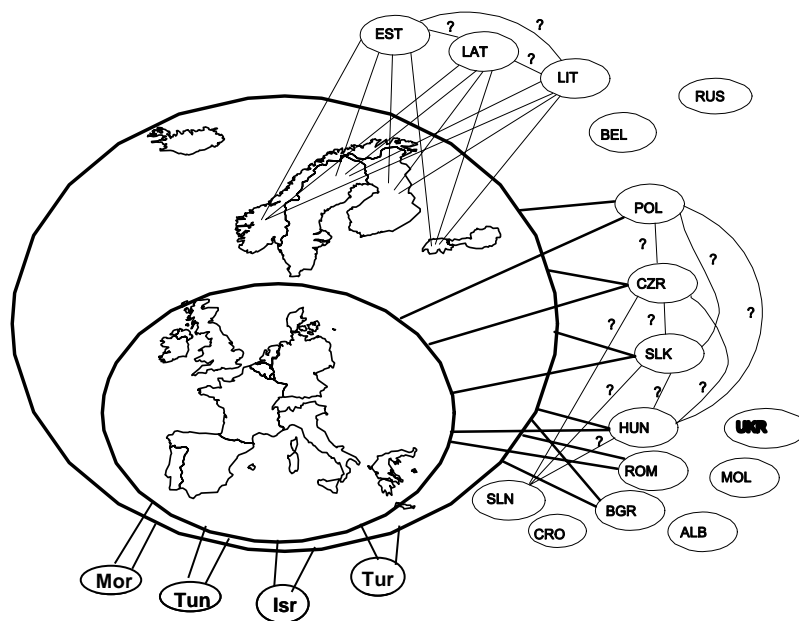 EST
?
?
LAT
?
LIT
RUS
BEL
POL
?
?
CZR
?
?
?
SLK
?
?
?
HUN
?
UKR
ROM
MOL
SLN
BGR
CRO
ALB
Mor
Tun
Isr
Tur